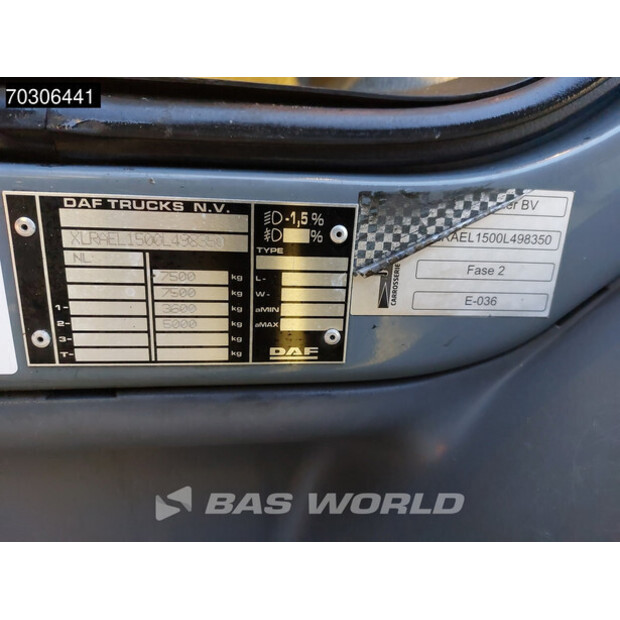 70306441
DAF TRUCKS N.V.
XLRAEL1500L498350
NL
7500 kg
7500 kg
1- 3600 kg
2- 5000 kg
3- kg
T- kg
-1,5%
%
TYPE
L-
W-
aMIN
aMAX
DAF
BV
RAEL1500L498350
Fase 2
E-036
CARROSSERIE
BAS WORLD